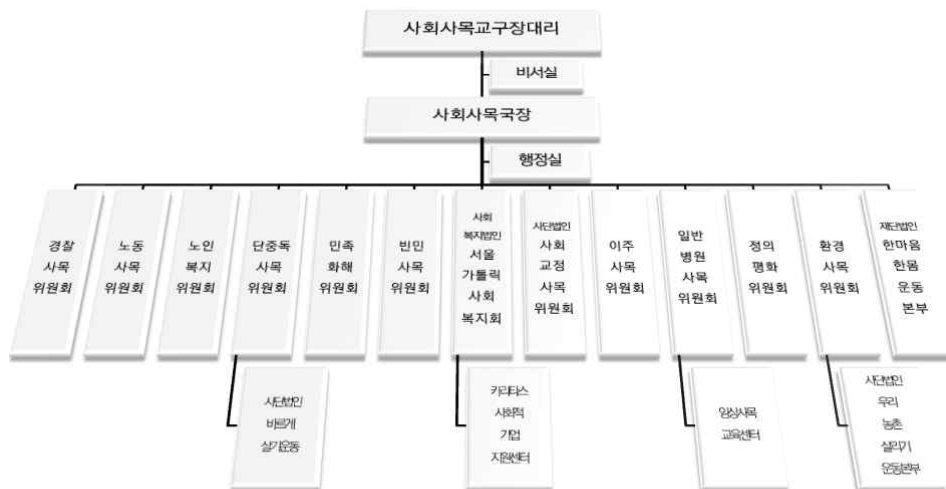 사회사목교구장대리
비서실
사회사목국장
행정실
경찰
사목
위원회
노동
사목
위원회
노인
복지
위원회
단중독
사목
위원회
민족
화해
위원회
빈민
사목
위원회
사회
복지법인
서울
가톨릭
사회
복지회
사단법인
사회
교정
사목
위원회
이주
사목
위원회
일반
병원
사목
위원회
정의
평화
위원회
환경
사목
위원회
재단법인
한마음
한몸
운동
본부
사단법인
바르게
살기운동
카리타스
사회적
기업
지원센터
임상사목
교육센터
사단법인
우리
농촌
살리기
운동본부